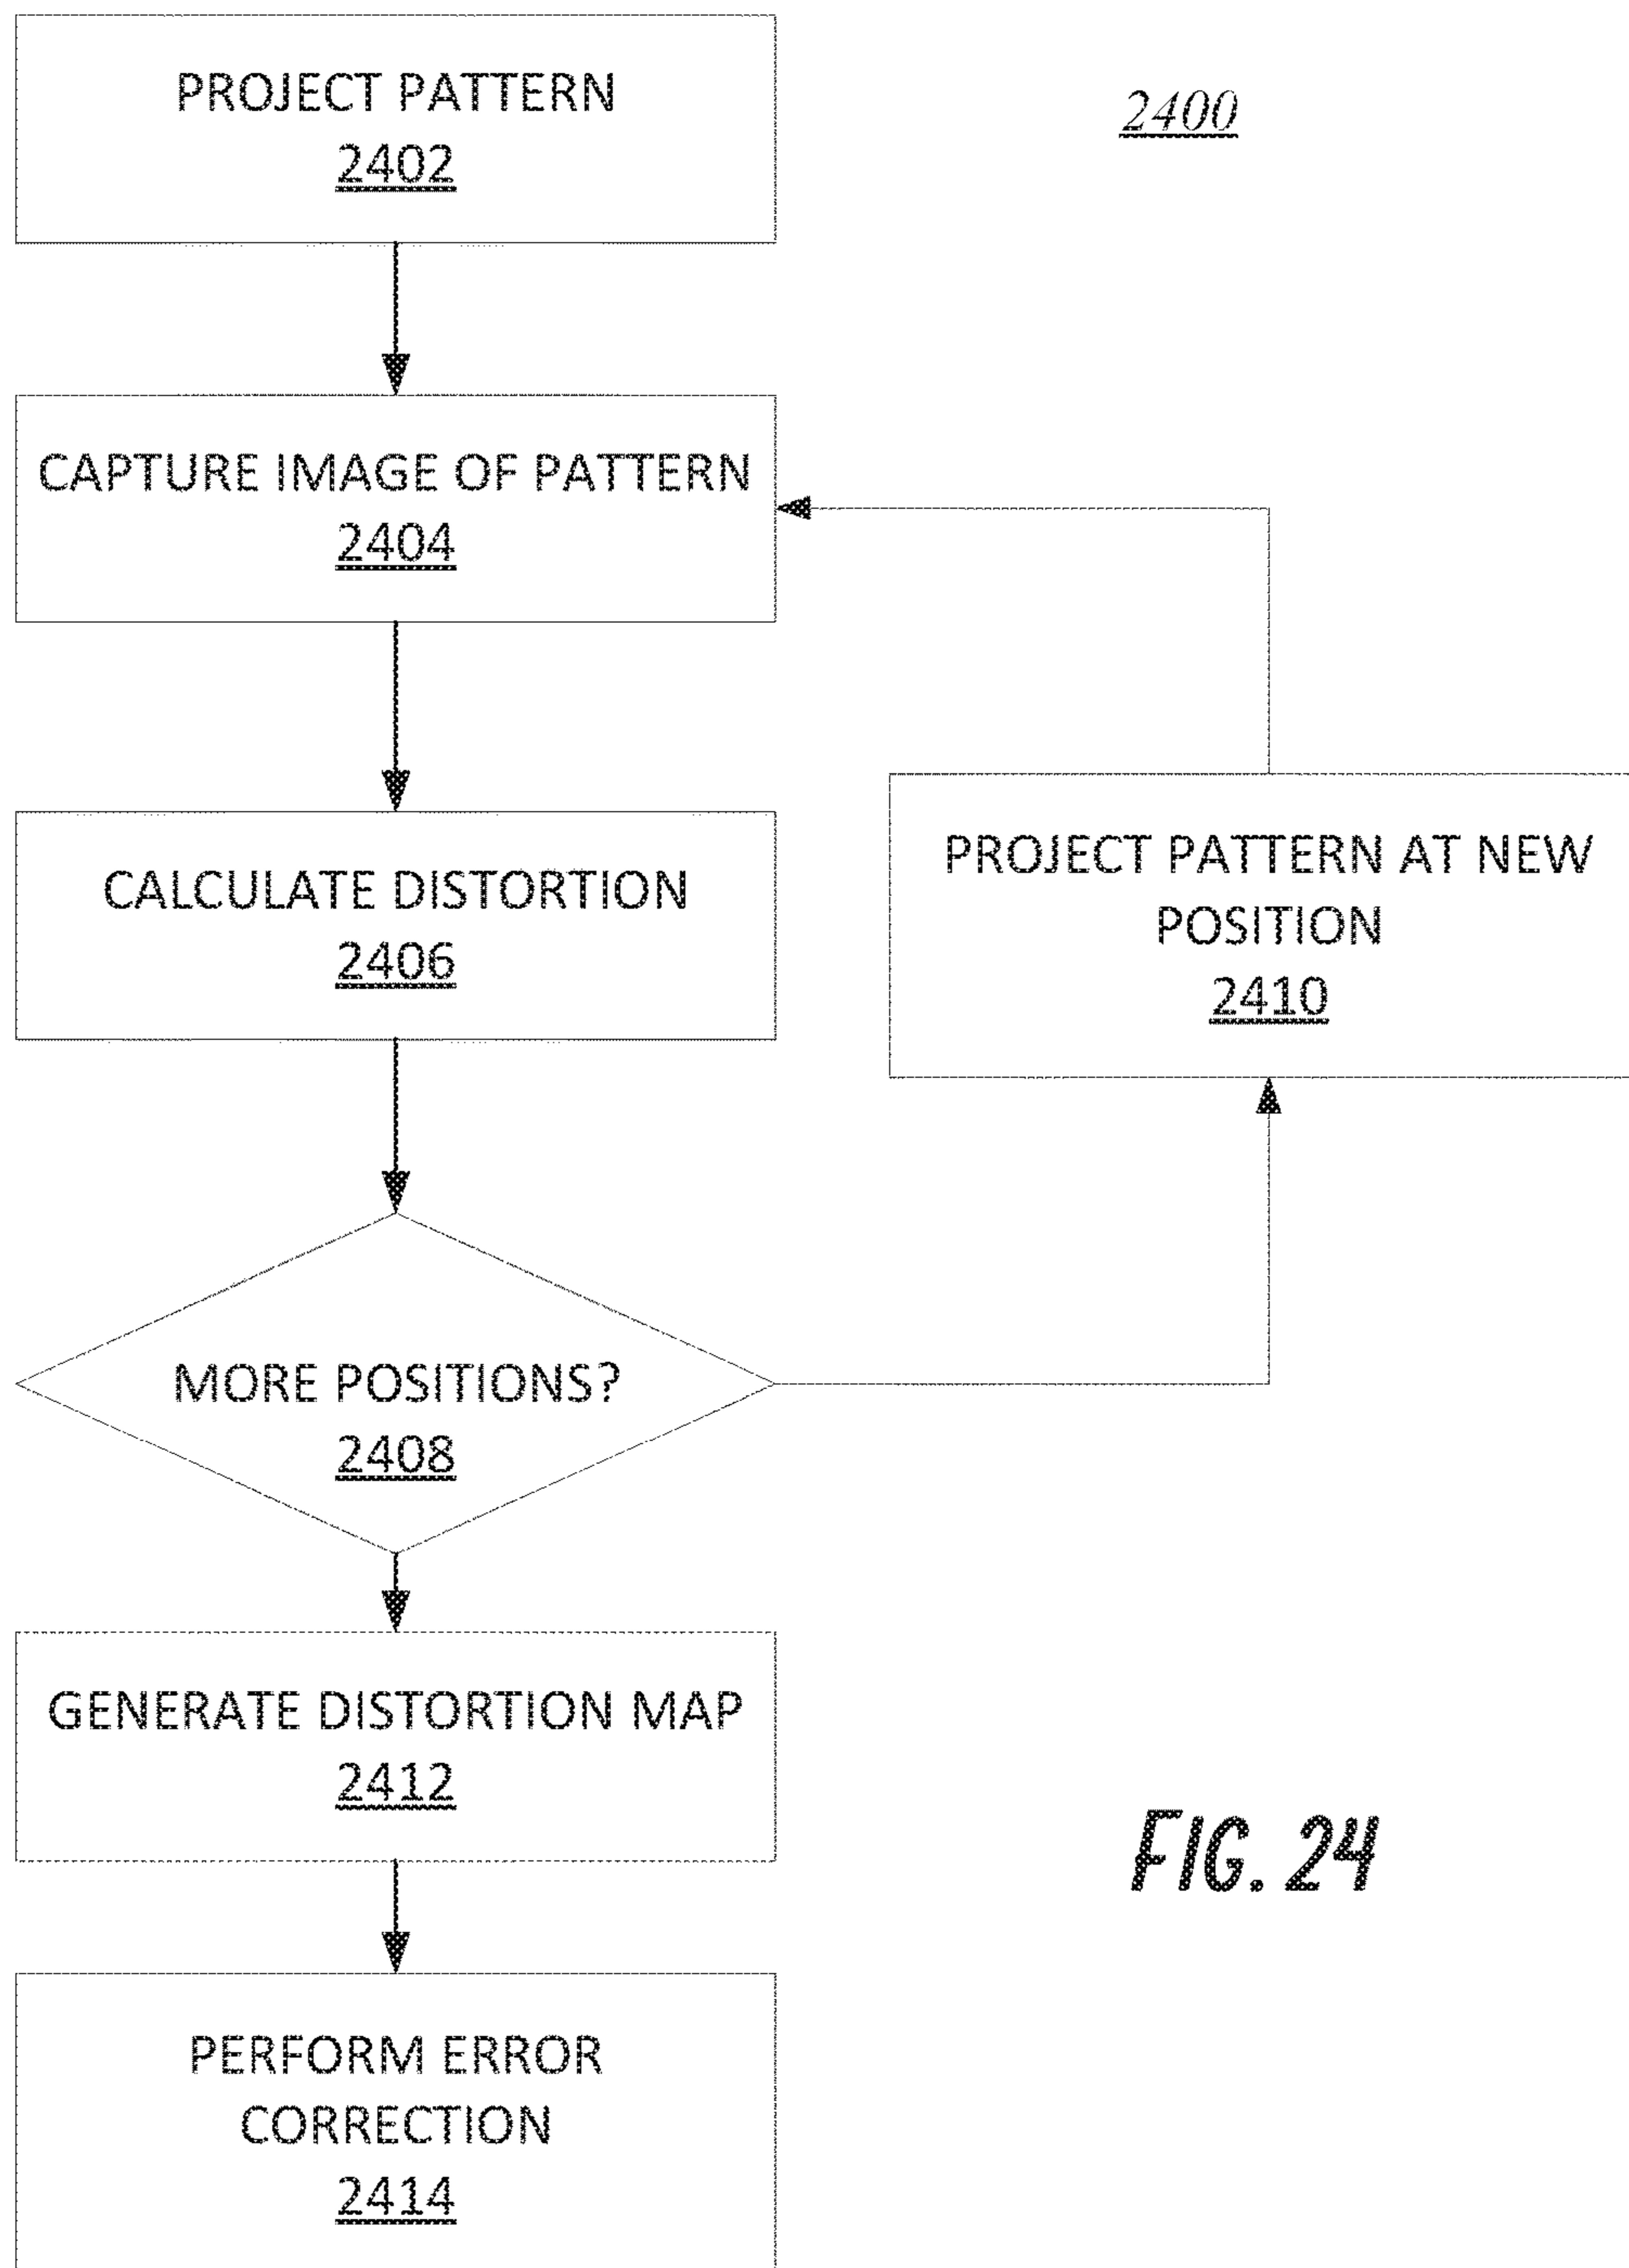 PROJECT PATTERN
2402
2400
CAPTURE IMAGE OF PATTERN
2404
CALCULATE DISTORTION
2406
PROJECT PATTERN AT NEW
POSITION
2410
MORE POSITIONS?
2408
GENERATE DISTORTION MAP
2412
FIG. 24
PERFORM ERROR
CORRECTION
2414